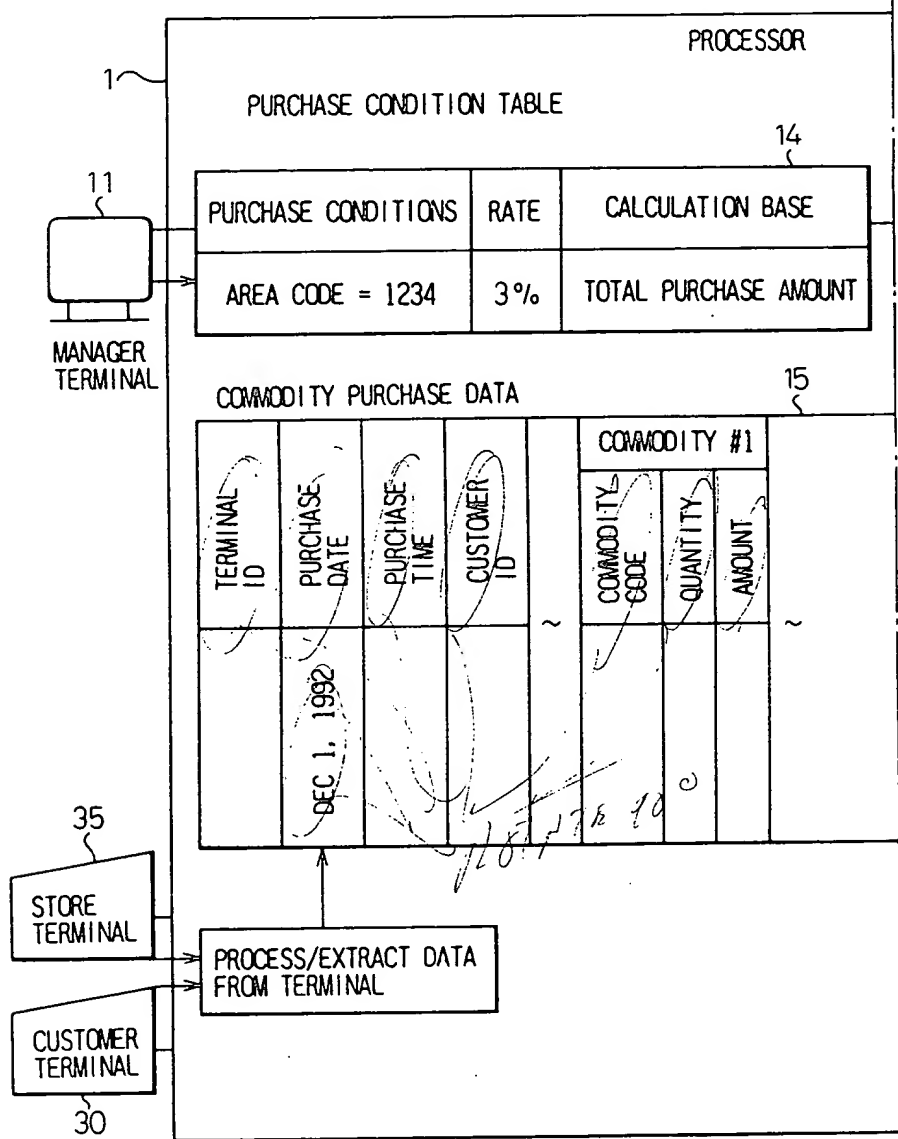 PROCESSOR
1
PURCHASE CONDITION TABLE
14
11
PURCHASE CONDITIONS
RATE
CALCULATION BASE
AREA CODE = 1234
3%
TOTAL PURCHASE AMOUNT
MANAGER
TERMINAL
COMMODITY PURCHASE DATA
15
COMMODITY #1
TERMINAL
ID
PURCHASE
DATE
PURCHASE
TIME
CUSTOMER
ID
~
COMMODITY
CODE
QUANTITY
AMOUNT
~
DEC 1, 1992
35
STORE
TERMINAL
PROCESS/EXTRACT DATA
FROM TERMINAL
CUSTOMER
TERMINAL
30